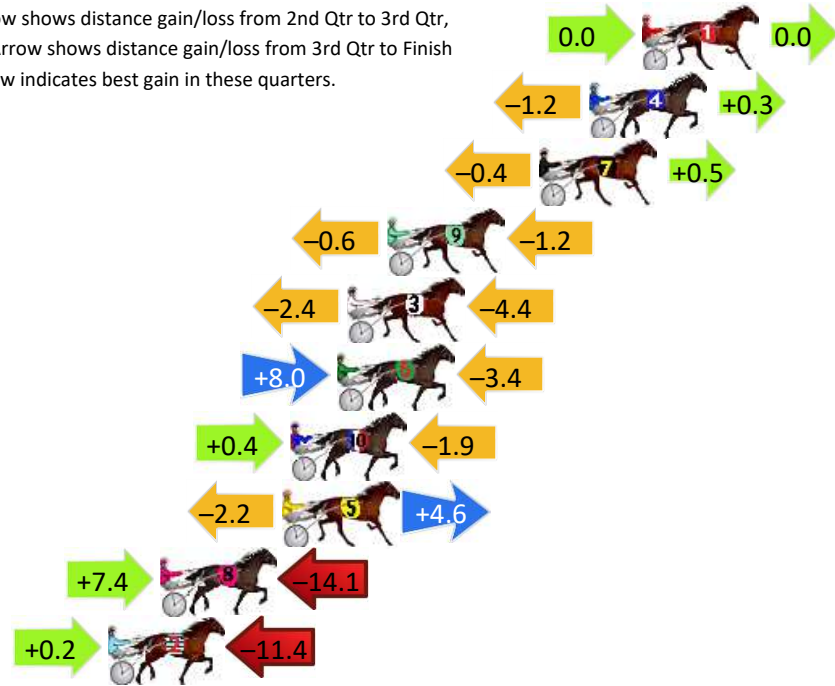 ow shows distance gain/loss from 2nd Qtr to 3rd Qtr,
rrow shows distance gain/loss from 3rd Qtr to Finish
w indicates best gain in these quarters.
0.0 1 0.0
–1.2 4 +0.3
–0.4 7 +0.5
–0.6 9 –1.2
–2.4 3 –4.4
+8.0 6 –3.4
+0.4 10 –1.9
–2.2 5 +4.6
+7.4 8 –14.1
+0.2 –11.4